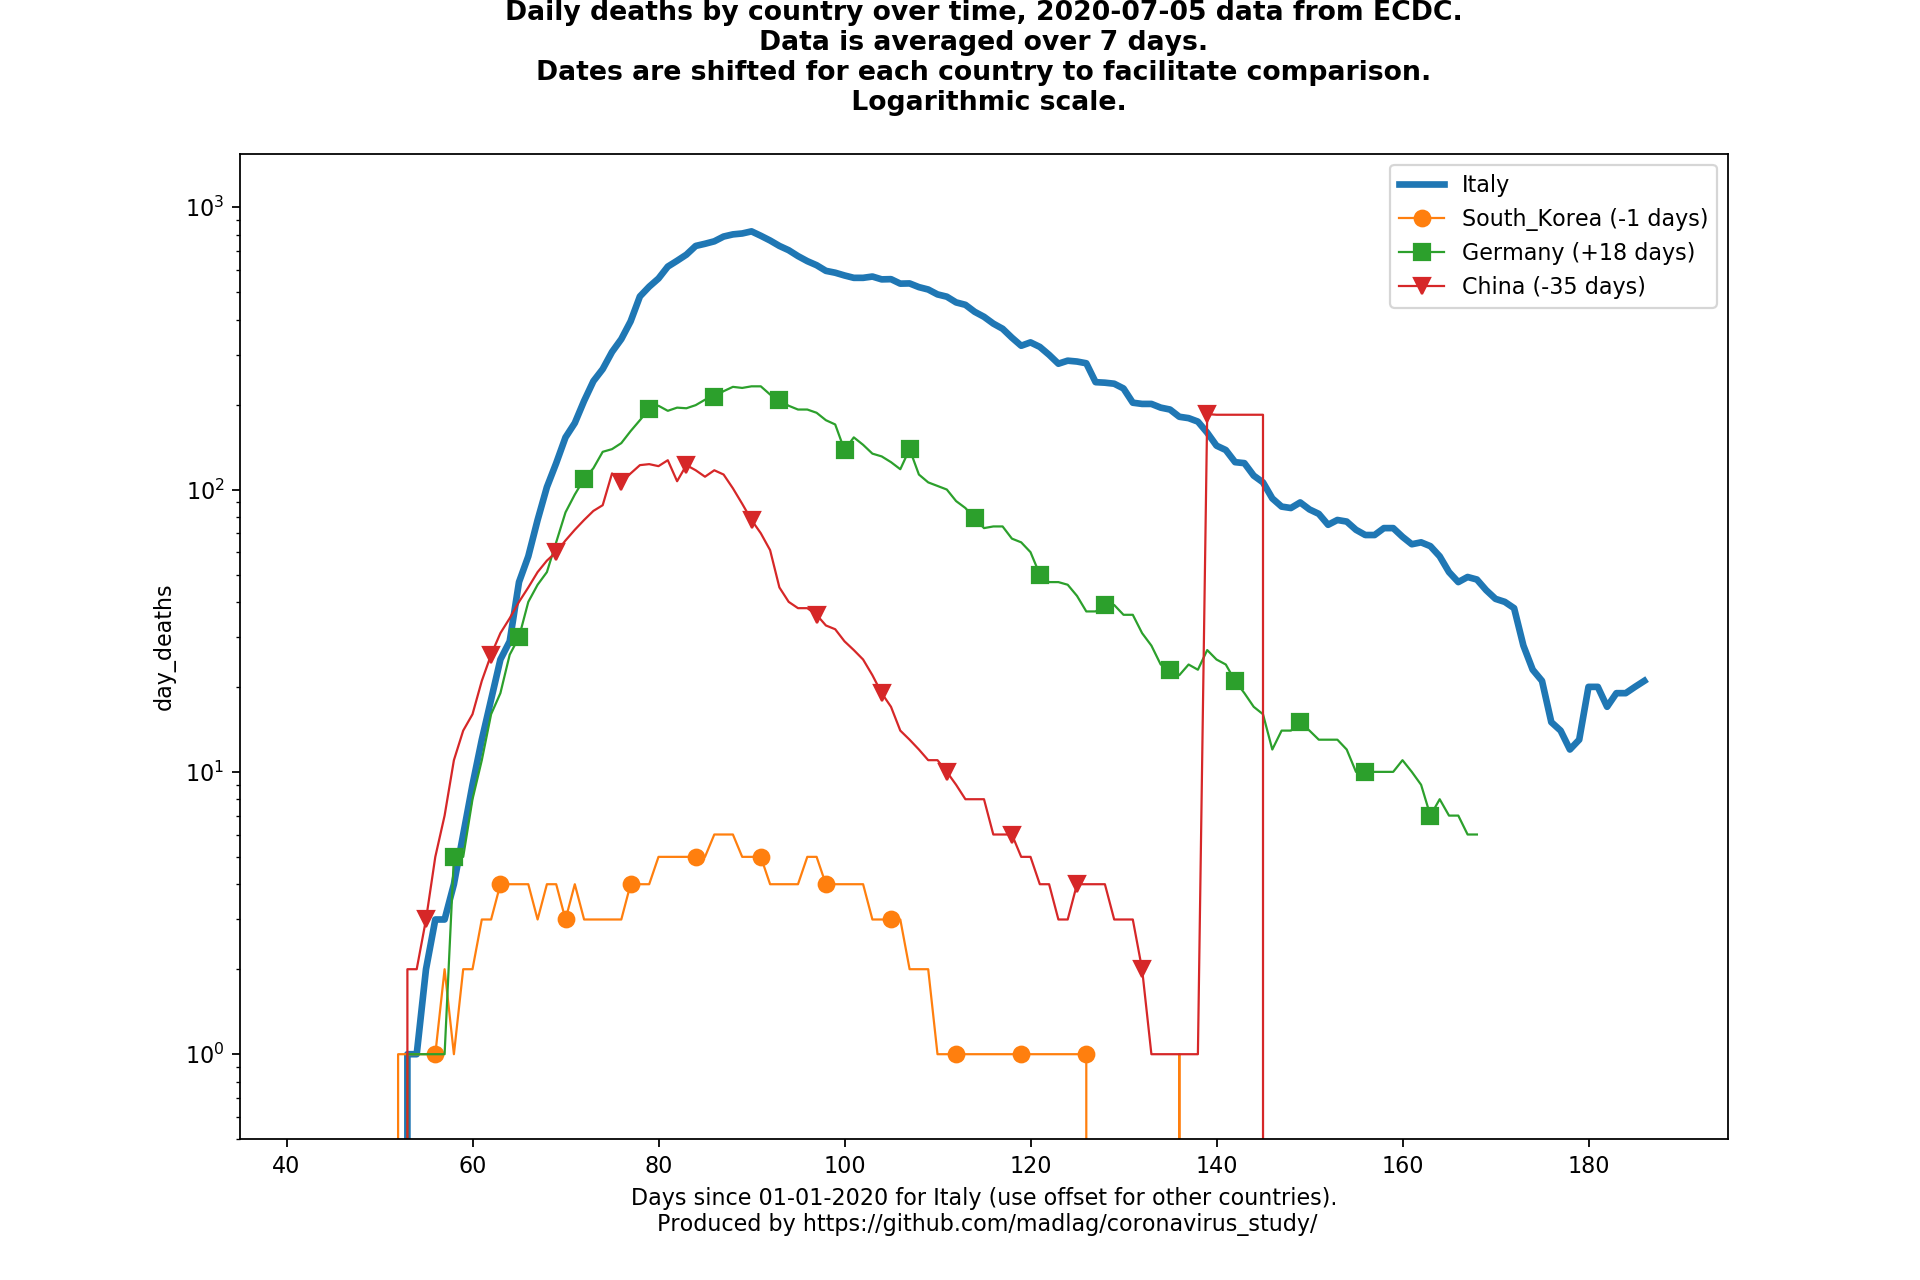 Daily deaths by country over time, 2020-07-05 data from ECDC.
Data is averaged over 7 days.
Dates are shifted for each country to facilitate comparison.
Logarithmic scale.
Italy
South_Korea (-1 days)
Germany (+18 days)
China (-35 days)
day_deaths
10³
10²
10¹
10⁰
40 60 80 100 120 140 160 180
Days since 01-01-2020 for Italy (use offset for other countries).
Produced by https://github.com/madlag/coronavirus_study/